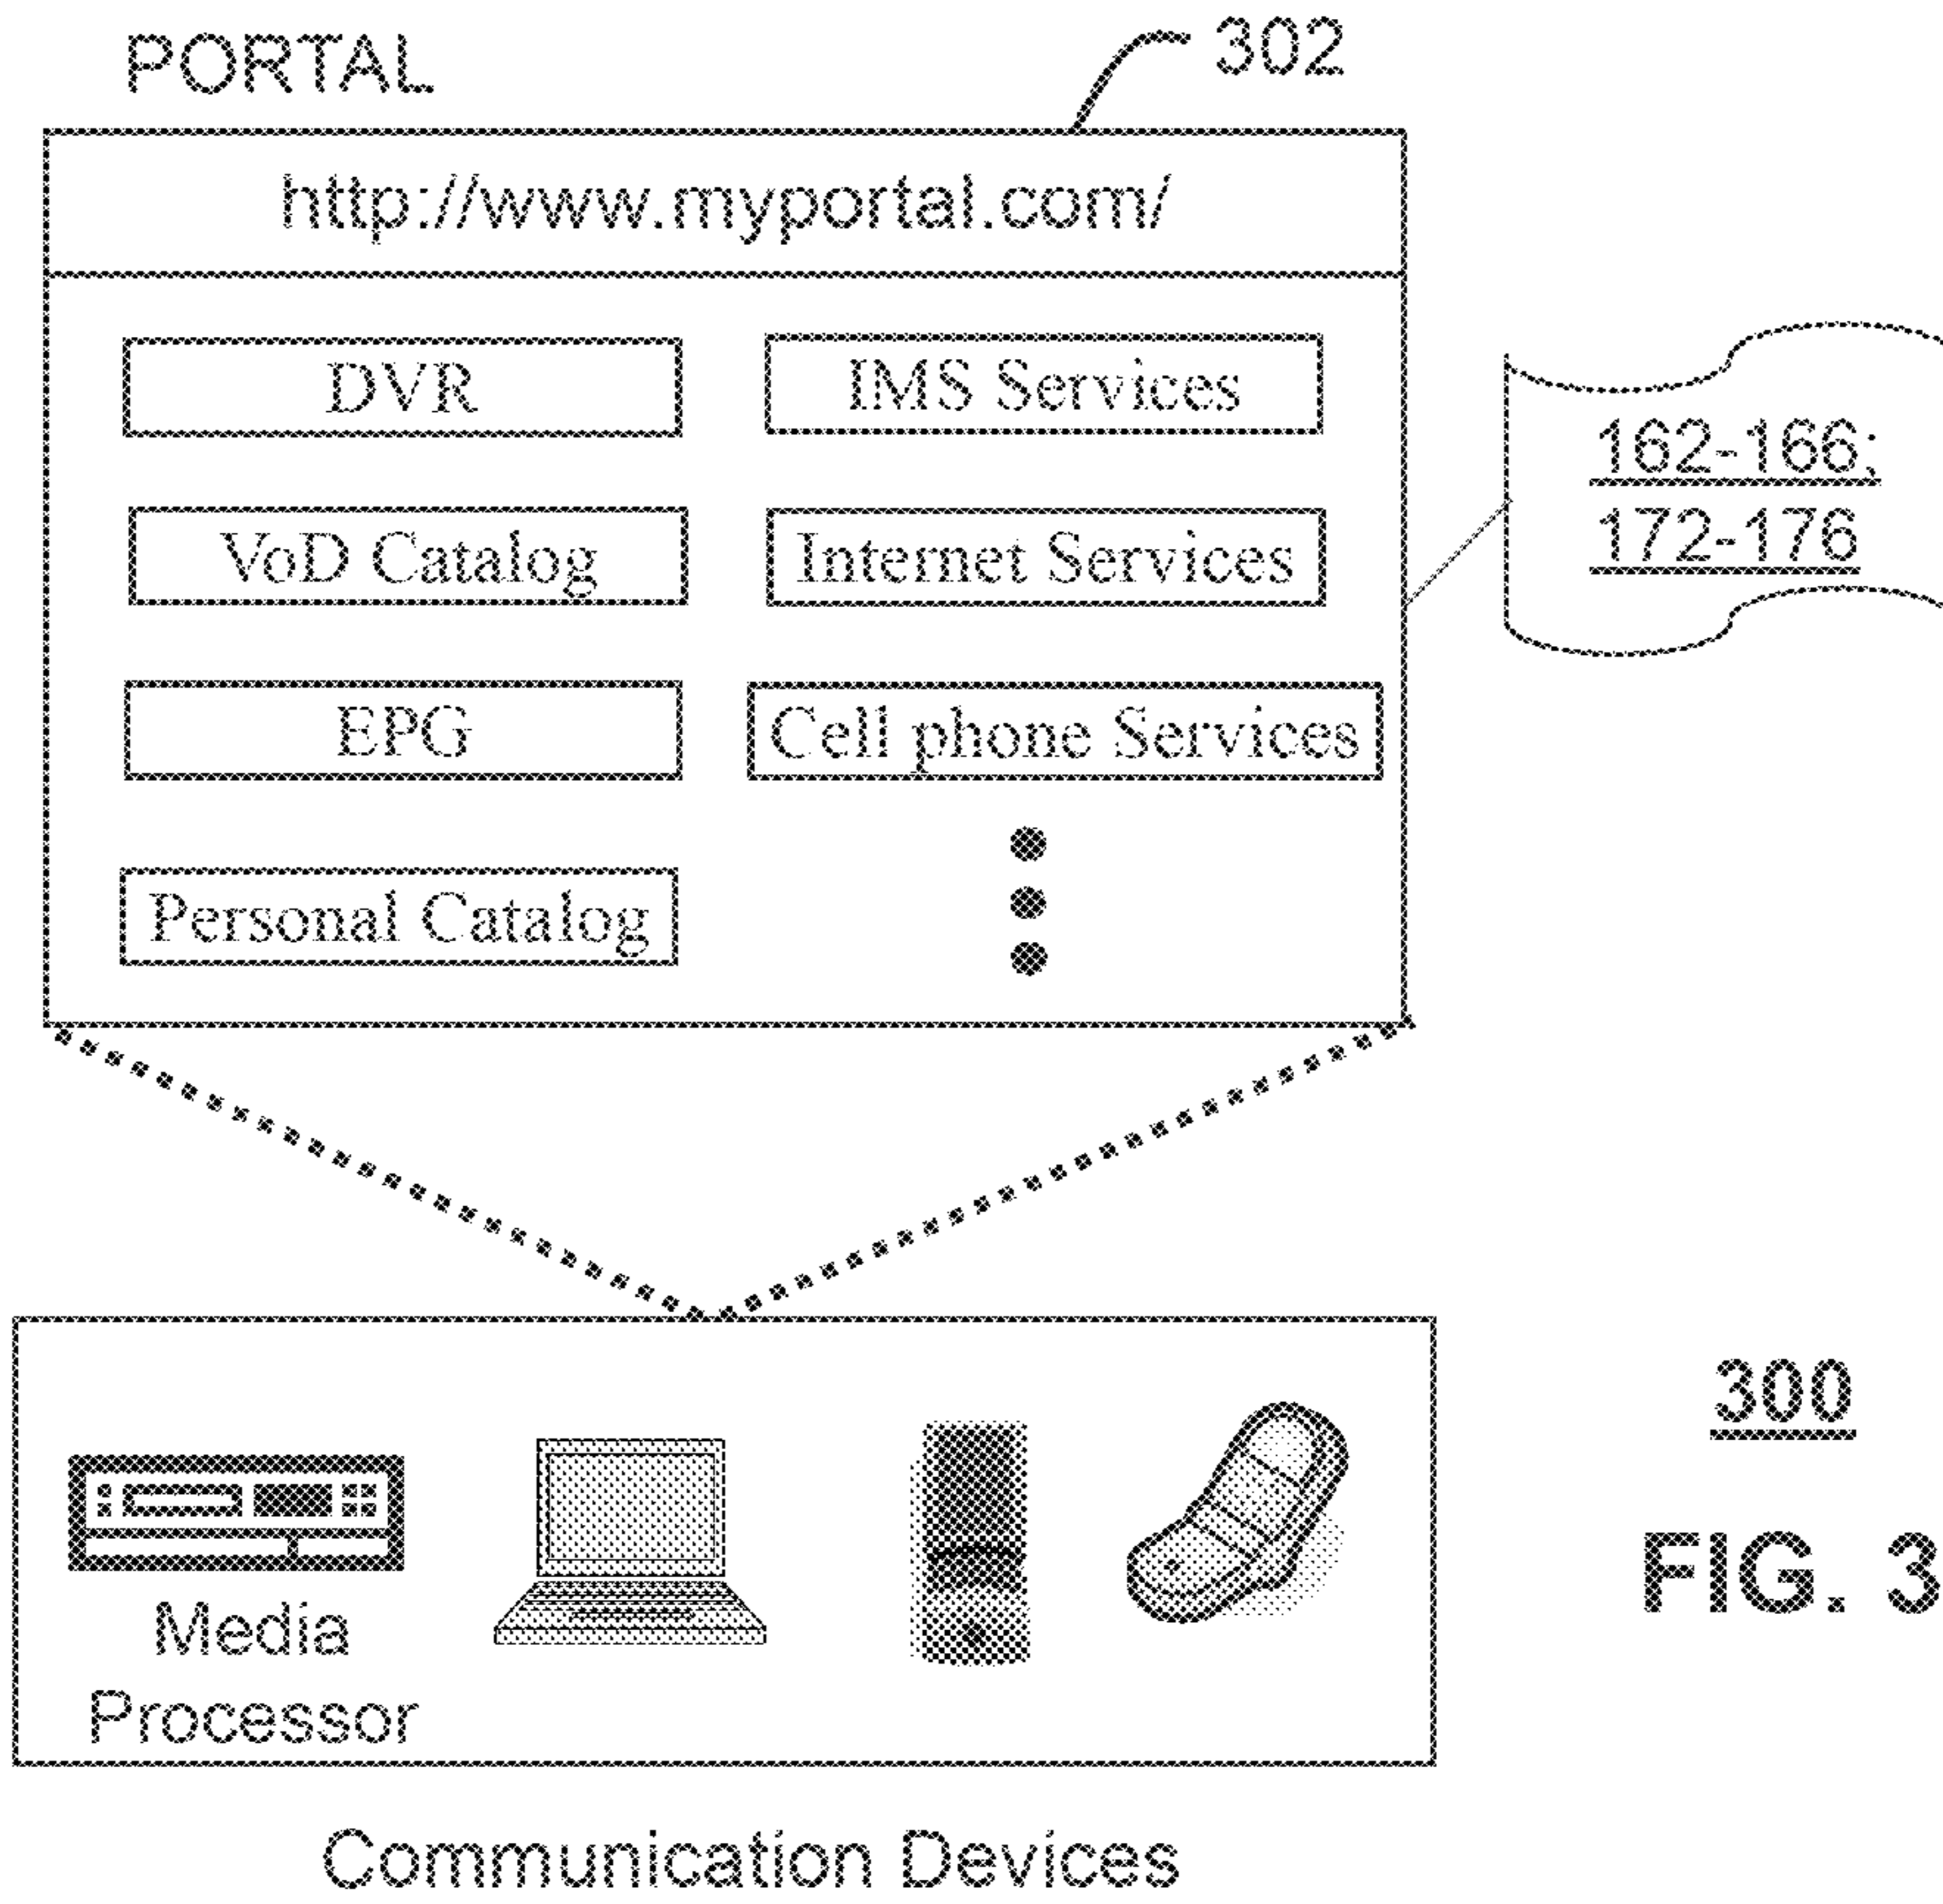 PORTAL
302
http://www.myportal.com/
DVR
IMS Services
VoD Catalog
Internet Services
EPG
Cell phone Services
Personal Catalog
162-166;
172-176
Media
Processor
300
FIG. 3
Communication Devices